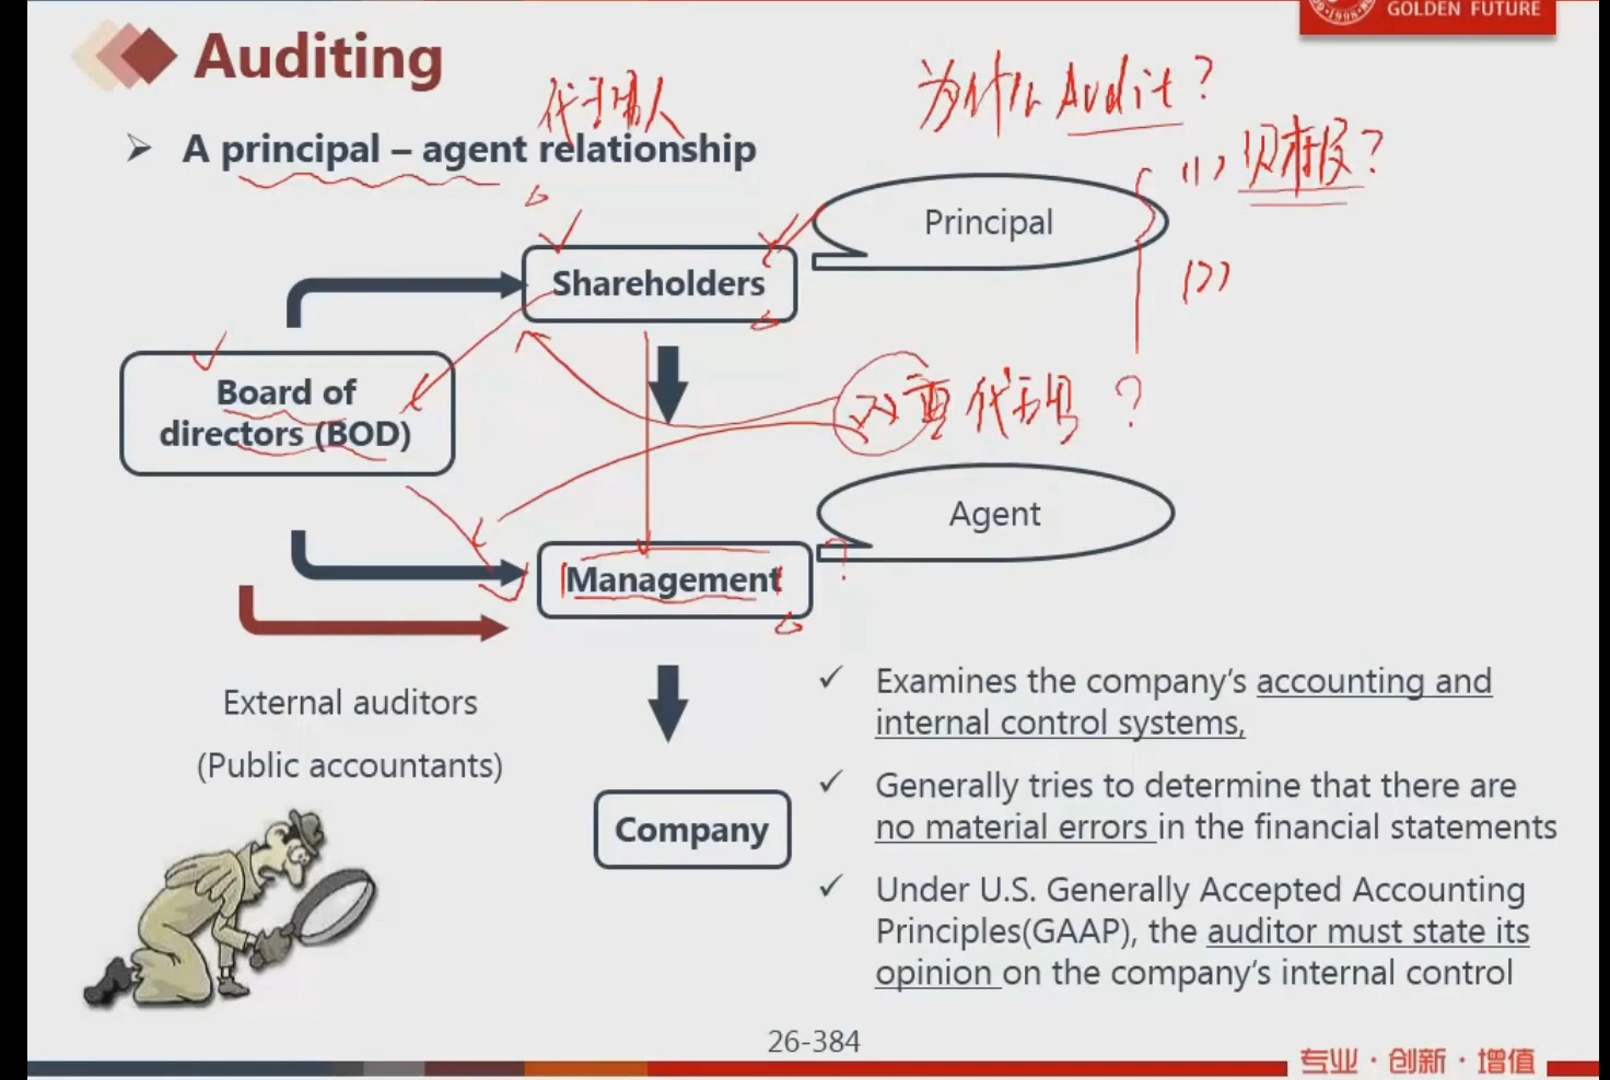 GOLDEN FUTURE
Auditing
代理人
为什么 Audit?
➢ A principal – agent relationship
(1) 财报?
Principal
Shareholders
(2)
Board of
directors (BOD)
双重代理?
Agent
Management
?
External auditors
(Public accountants)
Company
✓ Examines the company's accounting and
internal control systems,
✓ Generally tries to determine that there are
no material errors in the financial statements
✓ Under U.S. Generally Accepted Accounting
Principles(GAAP), the auditor must state its
opinion on the company's internal control
26-384
专业·创新·增值